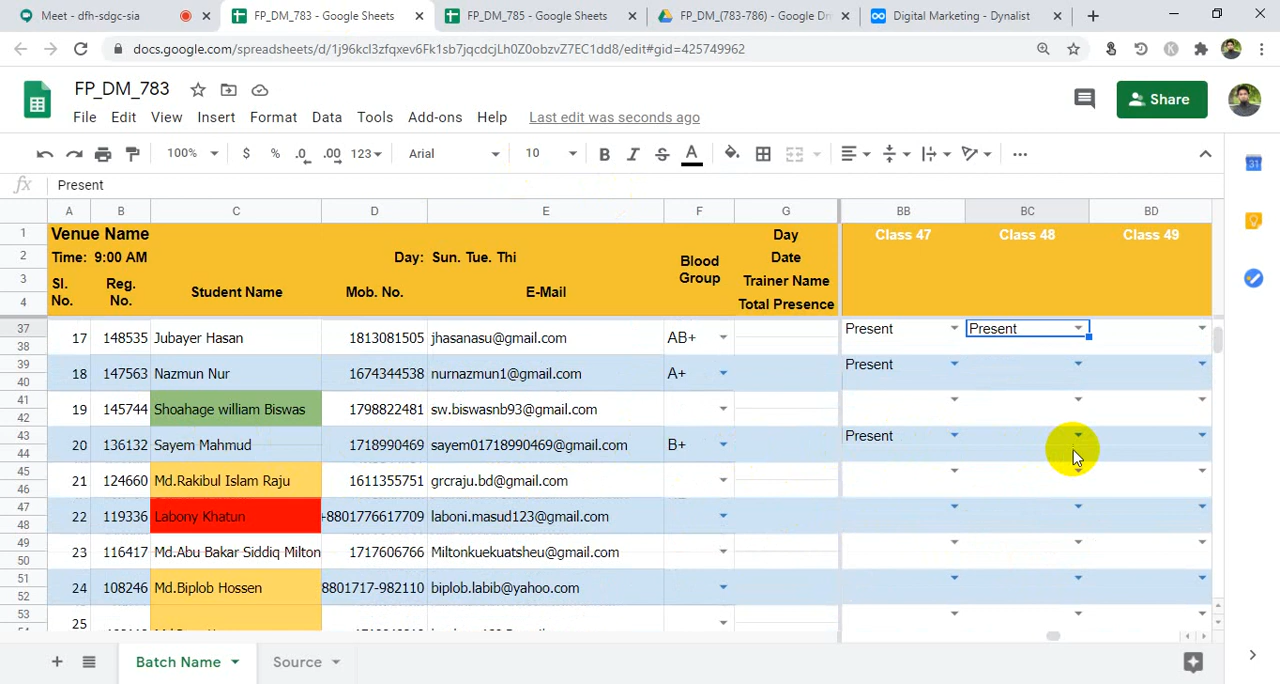 Meet - dfh-sdgc-sia
FP_DM_783 - Google Sheets
FP_DM_785 - Google Sheets
FP_DM_(783-786) - Google Dr
Digital Marketing - Dynalist
docs.google.com/spreadsheets/d/1j96kcl3zfqxev6Fk1sb7jqcdcjLh0Z0obzvZ7EC1dd8/edit#gid=425749962
FP_DM_783
File Edit View Insert Format Data Tools Add-ons Help Last edit was seconds ago
Share
100% $ % .0 .00 123 Arial 10 B I S A
31
fx Present
A B C D E F G BB BC BD
1 Venue Name Day Class 47 Class 48 Class 49
2 Time: 9:00 AM Day: Sun. Tue. Thi Date
3 Sl. No. Reg. No. Student Name Mob. No. E-Mail Blood Group Trainer Name
4 Total Presence
37 38 17 148535 Jubayer Hasan 1813081505 jhasanasu@gmail.com AB+ Present Present
39 40 18 147563 Nazmun Nur 1674344538 nurnazmun1@gmail.com A+ Present
41 42 19 145744 Shoahage william Biswas 1798822481 sw.biswasnb93@gmail.com
43 44 20 136132 Sayem Mahmud 1718990469 sayem01718990469@gmail.com B+ Present
45 46 21 124660 Md.Rakibul Islam Raju 1611355751 grcraju.bd@gmail.com
47 48 22 119336 Labony Khatun +8801776617709 laboni.masud123@gmail.com
49 50 23 116417 Md.Abu Bakar Siddiq Milton 1717606766 Miltonkuekuatsheu@gmail.com
51 52 24 108246 Md.Biplob Hossen 8801717-982110 biplob.labib@yahoo.com
53 25
Batch Name Source